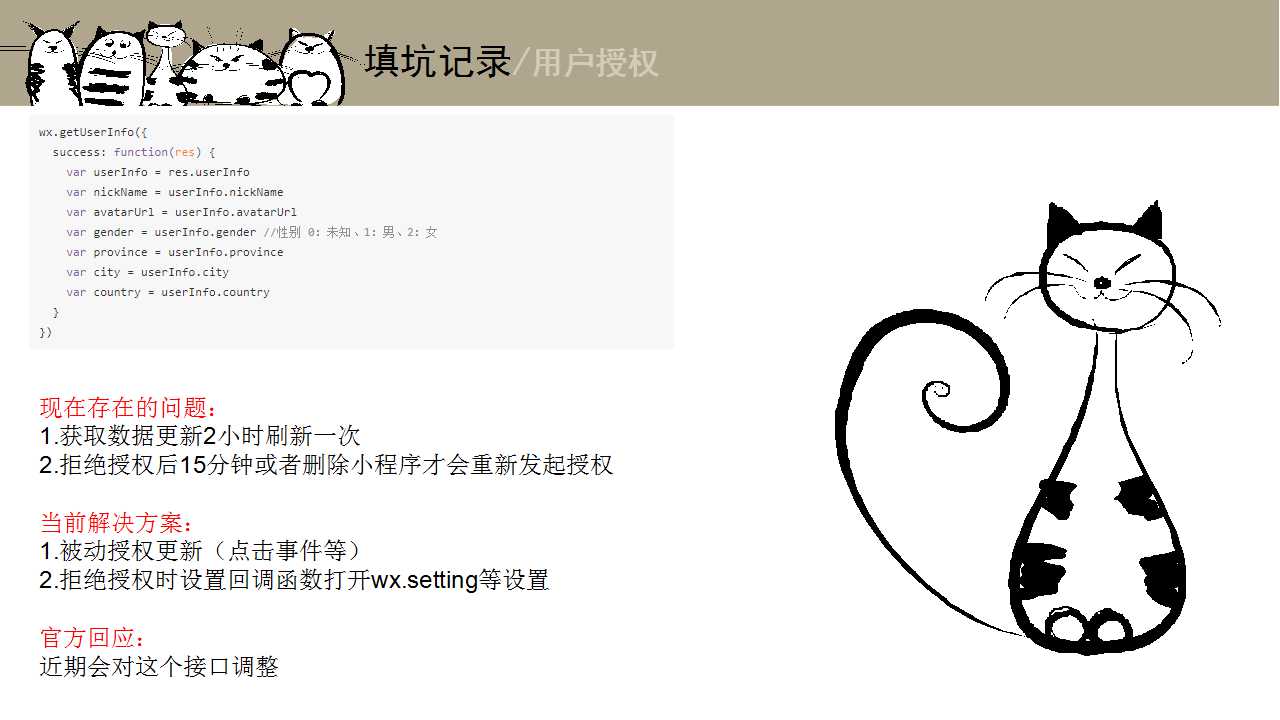 填坑记录/用户授权
wx.getUserInfo({
  success: function(res) {
    var userInfo = res.userInfo
    var nickName = userInfo.nickName
    var avatarUrl = userInfo.avatarUrl
    var gender = userInfo.gender //性别 0：未知、1：男、2：女
    var province = userInfo.province
    var city = userInfo.city
    var country = userInfo.country
  }
})
现在存在的问题：
1.获取数据更新2小时刷新一次
2.拒绝授权后15分钟或者删除小程序才会重新发起授权
当前解决方案：
1.被动授权更新（点击事件等）
2.拒绝授权时设置回调函数打开wx.setting等设置
官方回应：
近期会对这个接口调整